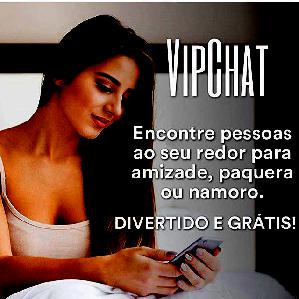 VIPCHAT
Encontre pessoas
ao seu redor para
amizade, paquera
ou namoro.
DIVERTIDO E GRÁTIS!